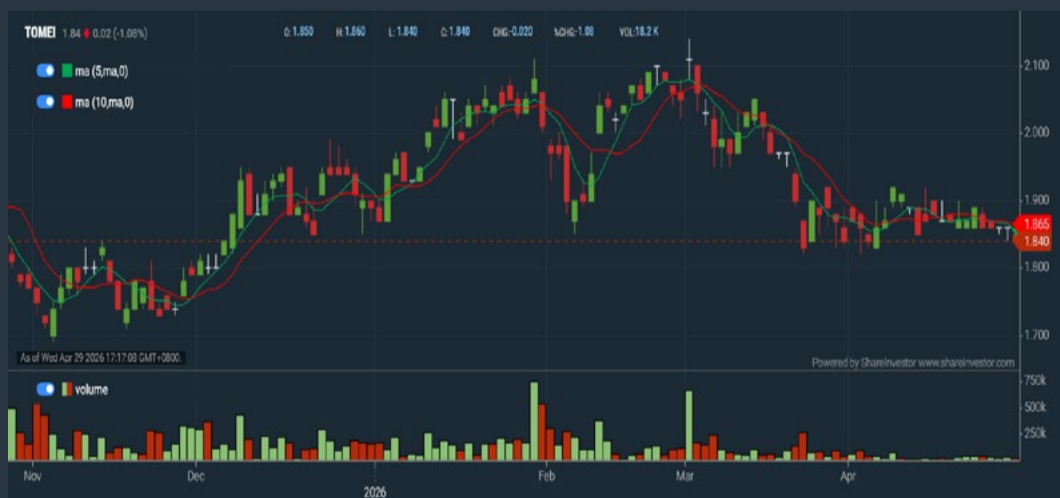 TOMEI 1.84 0.02 (-1.08%) O: 1.850 H: 1.860 L: 1.840 C: 1.840 CHG:-0.020 %CHG:-1.08 VOL:18.2 K
ma (5,ma,0)
ma (10,ma,0)
2.100
2.000
1.900
1.865
1.840
1.800
1.700
As of Wed Apr 29 2026 17:17:08 GMT+0800.
Powered by ShareInvestor www.shareinvestor.com
volume
750k
500k
250k
Nov Dec Feb Mar Apr
2026